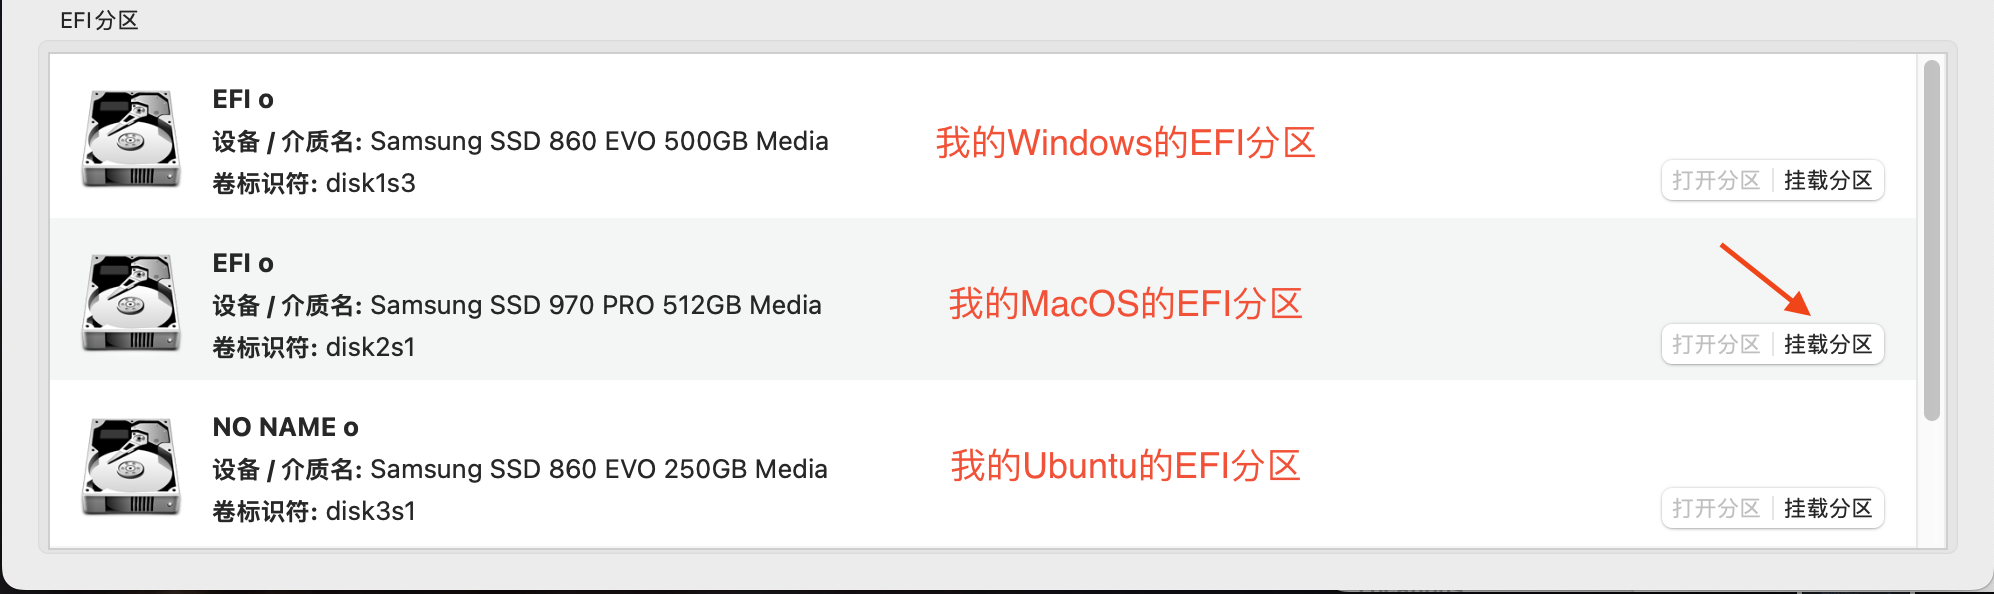 EFI分区
EFI o
设备 / 介质名: Samsung SSD 860 EVO 500GB Media
卷标识符: disk1s3
我的Windows的EFI分区
打开分区 挂载分区
EFI o
设备 / 介质名: Samsung SSD 970 PRO 512GB Media
卷标识符: disk2s1
我的MacOS的EFI分区
打开分区 挂载分区
NO NAME o
设备 / 介质名: Samsung SSD 860 EVO 250GB Media
卷标识符: disk3s1
我的Ubuntu的EFI分区
打开分区 挂载分区